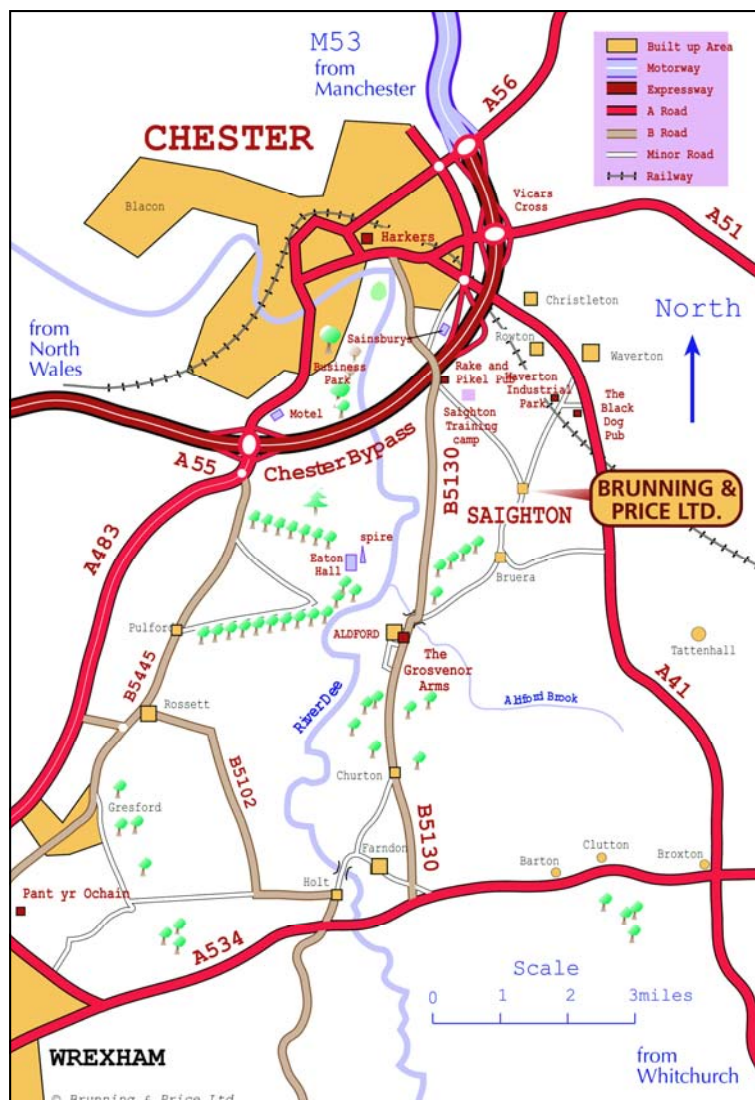 M53
from
Manchester
A56
Built up Area
Motorway
Expressway
A Road
B Road
Minor Road
Railway
CHESTER
Vicars
Cross
Blacon
Harkers
A51
Christleton
North
from
North
Wales
Sainsburys
Rowton
Waverton
Business
Park
Rake and
Pikel Pub
Waverton
Industrial
Park
The
Black
Dog
Pub
Motel
Saighton
Training
camp
A55
Chester Bypass
B5130
BRUNNING &
PRICE LTD.
SAIGHTON
A483
spire
Eaton
Hall
Bruera
Pulford
ALDFORD
Tattenhall
The
Grosvenor
Arms
A41
B5445
River Dee
Aldford Brook
Rossett
B5102
Churton
Gresford
B5130
Farndon
Clutton
Barton
Broxton
Holt
Pant yr Ochain
A534
Scale
0 1 2 3miles
WREXHAM
from
Whitchurch
© Brunning & Price Ltd